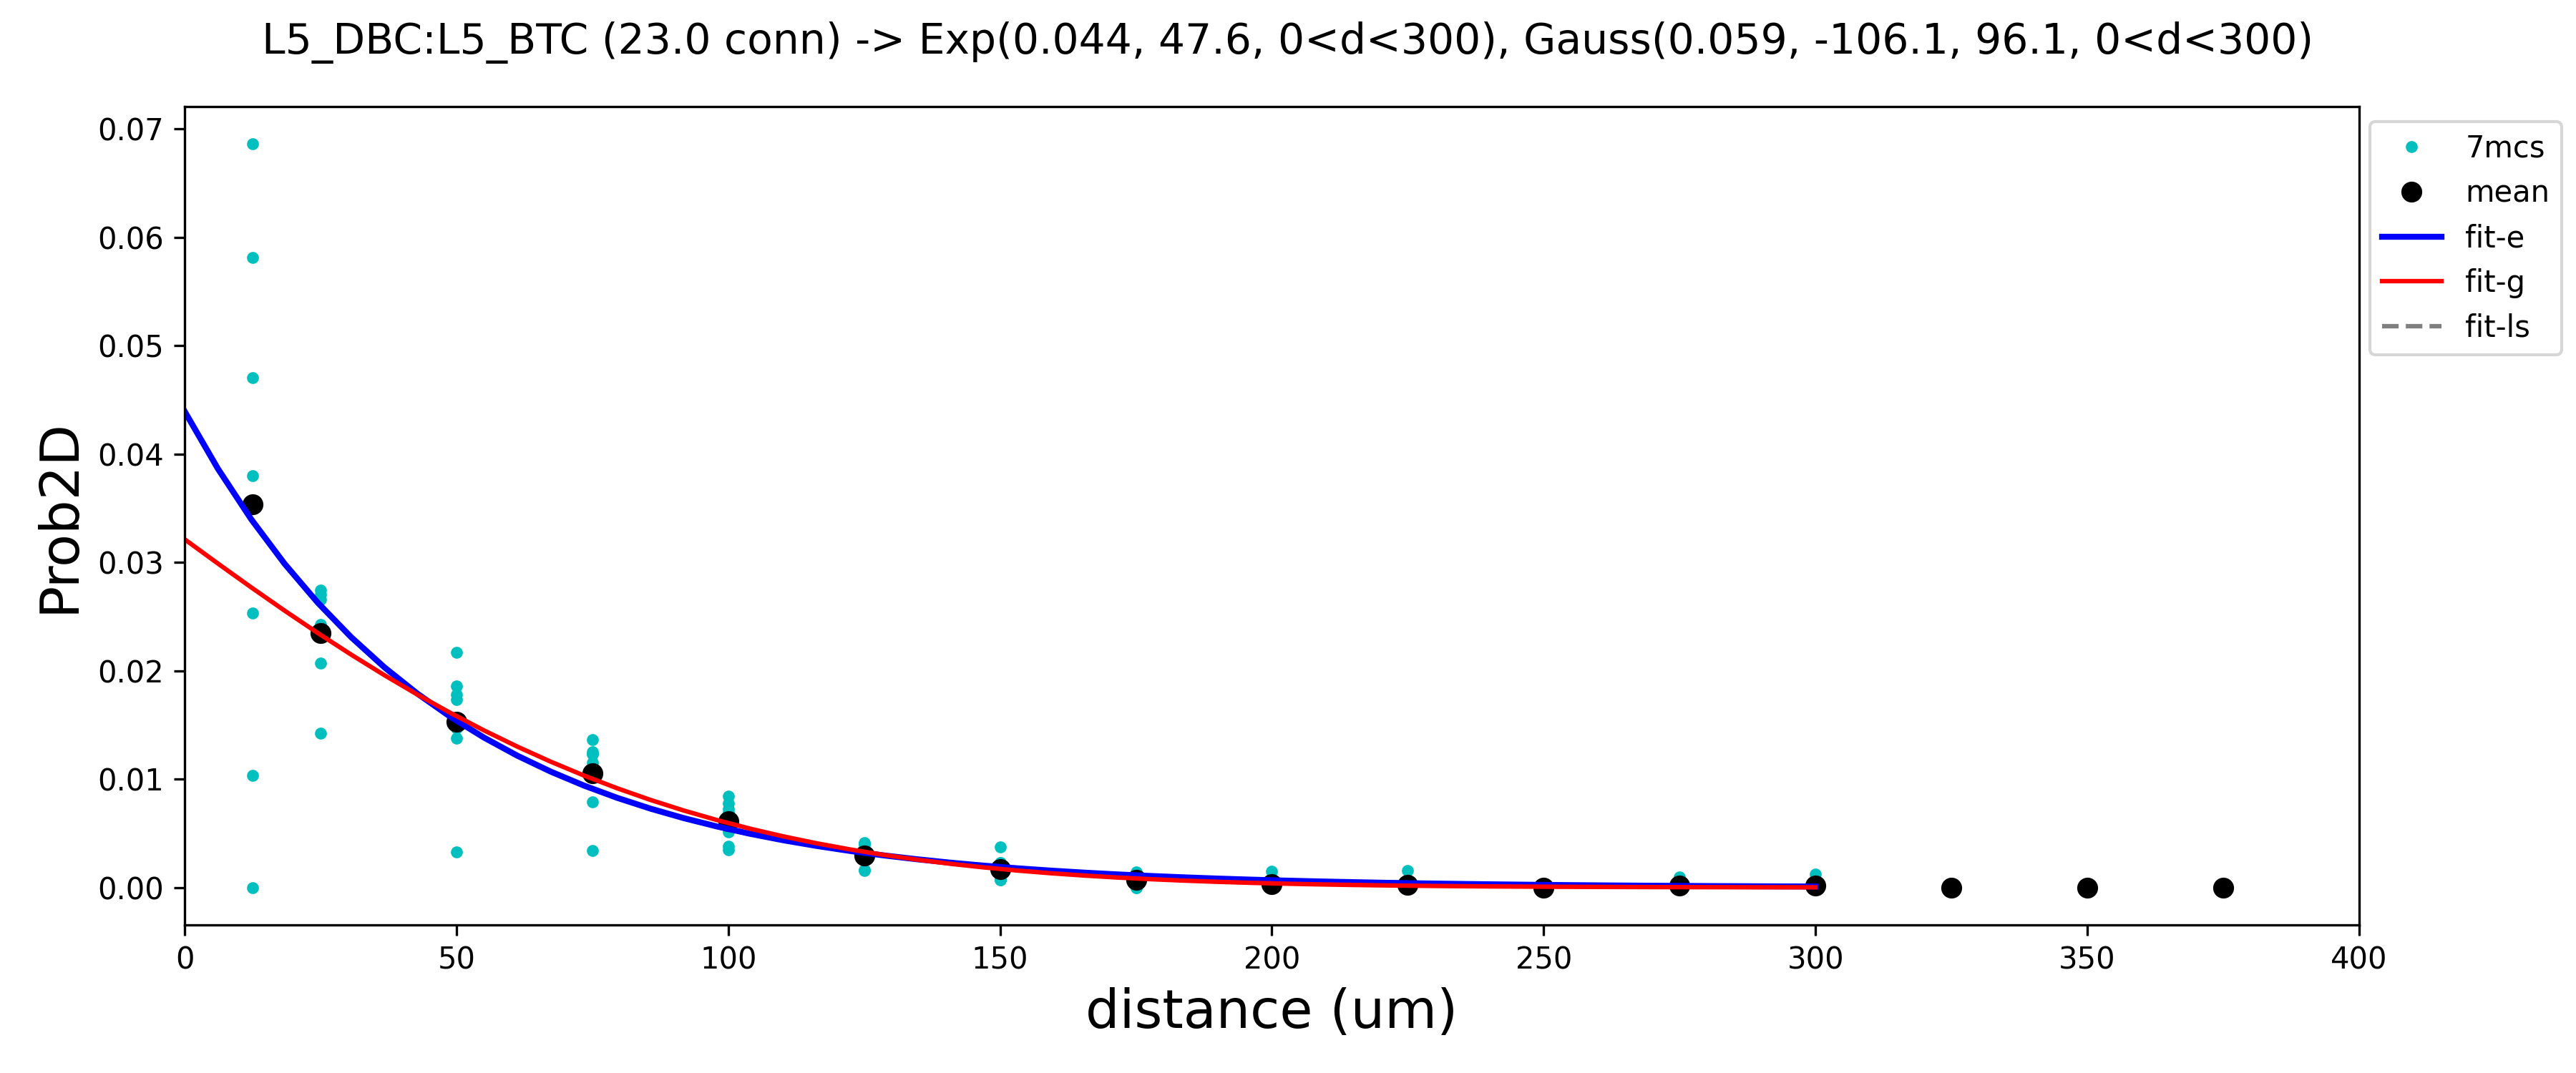 L5_DBC:L5_BTC (23.0 conn) -> Exp(0.044, 47.6, 0<d<300), Gauss(0.059, -106.1, 96.1, 0<d<300)
0.07
0.06
0.05
0.04
0.03
0.02
0.01
0.00
Prob2D
0 50 100 150 200 250 300 350 400
distance (um)
7mcs
mean
fit-e
fit-g
fit-ls